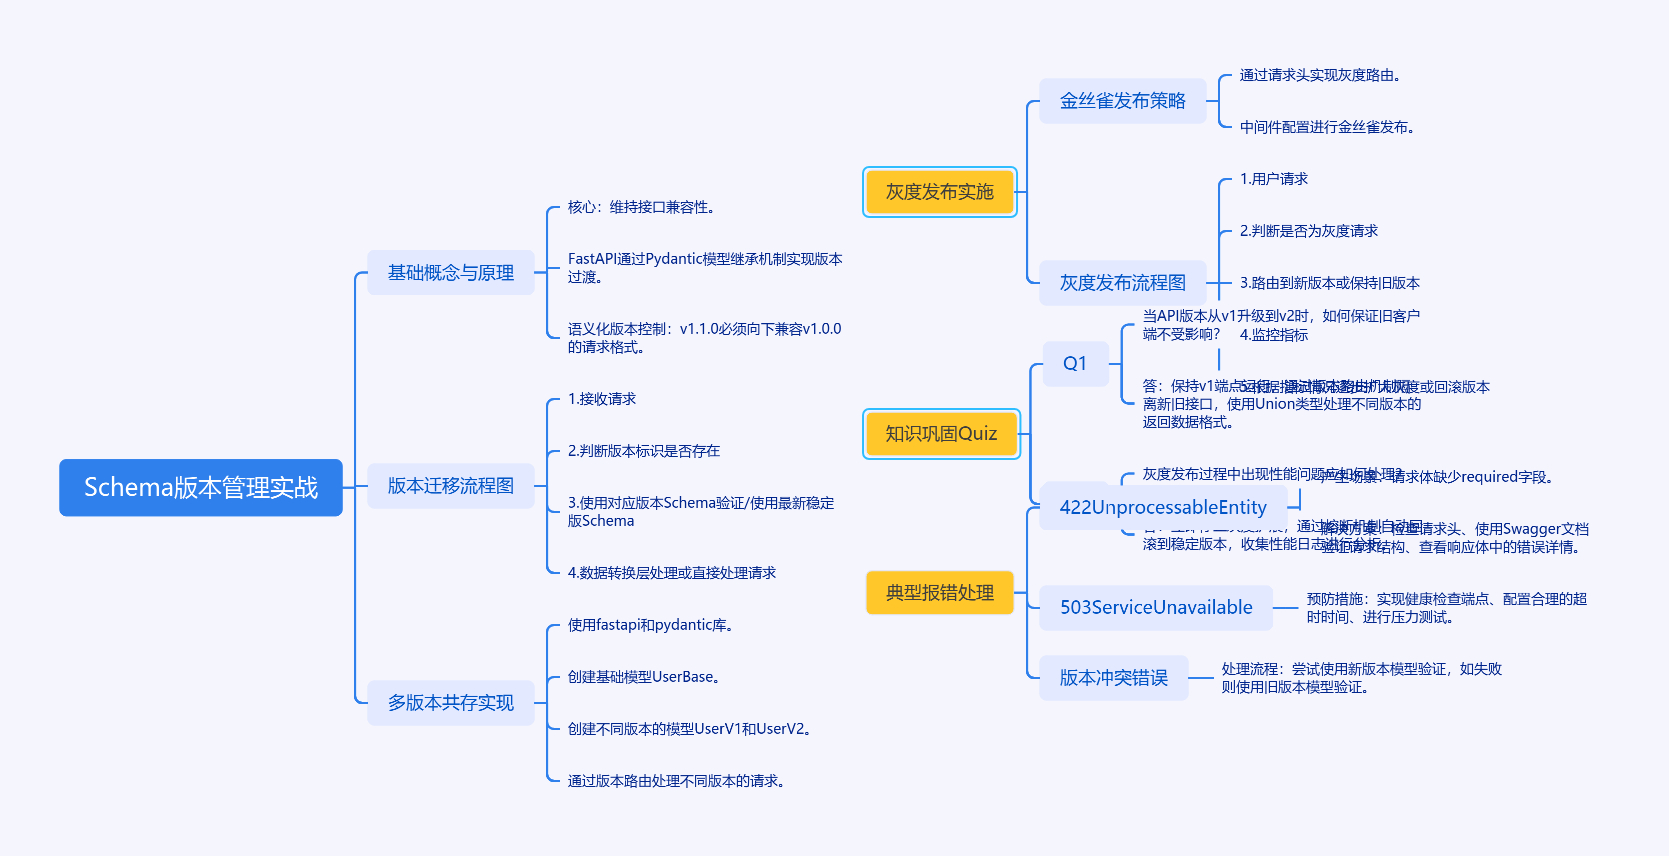 Schema版本管理实战
基础概念与原理
核心：维持接口兼容性。
FastAPI通过Pydantic模型继承机制实现版本
过渡。
语义化版本控制：v1.1.0必须向下兼容v1.0.0
的请求格式。
版本迁移流程图
1.接收请求
2.判断版本标识是否存在
3.使用对应版本Schema验证/使用最新稳定
版Schema
4.数据转换层处理或直接处理请求
多版本共存实现
使用fastapi和pydantic库。
创建基础模型UserBase。
创建不同版本的模型UserV1和UserV2。
通过版本路由处理不同版本的请求。
灰度发布实施
金丝雀发布策略
通过请求头实现灰度路由。
中间件配置进行金丝雀发布。
灰度发布流程图
1.用户请求
2.判断是否为灰度请求
3.路由到新版本或保持旧版本
4.监控指标
灰度或回滚版本
知识巩固Quiz
Q1
当API版本从v1升级到v2时，如何保证旧客户
端不受影响？
答：保持v1端点
离新旧接口，使用Union类型处理不同版本的
返回数据格式。
灰度发布过程中出现性能问题应如何处理？
通过熔断机制自动回
滚到稳定版本，收集性能日志进行分析。
典型报错处理
422UnprocessableEntity
产生场景：请求体缺少required字段。
解决方案：检查请求头、使用Swagger文档
验证请求结构、查看响应体中的错误详情。
503ServiceUnavailable
预防措施：实现健康检查端点、配置合理的超
时时间、进行压力测试。
版本冲突错误
处理流程：尝试使用新版本模型验证，如失败
则使用旧版本模型验证。